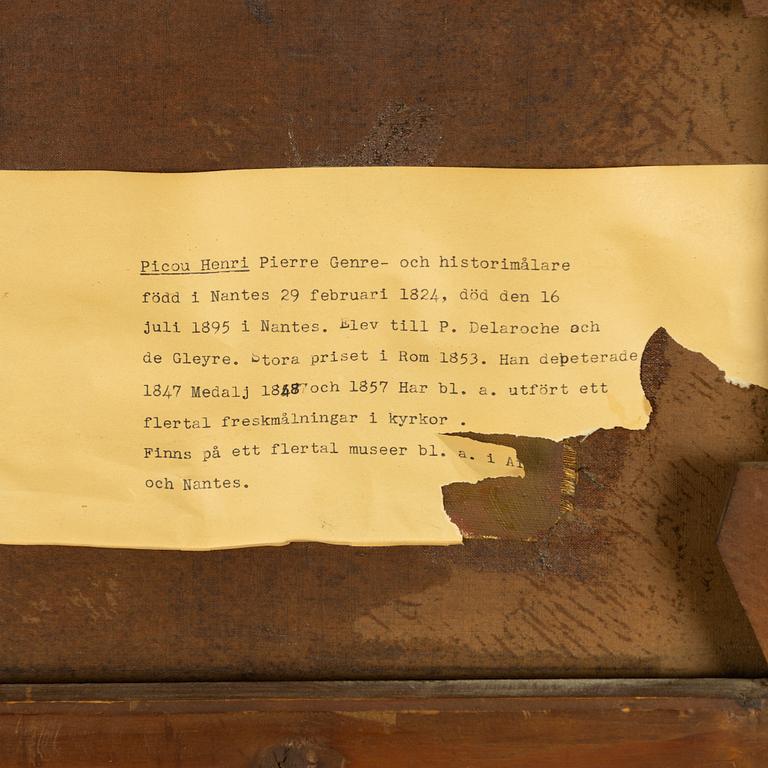 Picou Henri Pierre Genre- och historimålare
född i Nantes 29 februari 1824, död den 16
juli 1895 i Nantes. Elev till P. Delaroche och
de Gleyre. Stora priset i Rom 1853. Han depeterade
1847 Medalj 1848 och 1857 Har bl. a. utfört ett
flertal freskmålningar i kyrkor .
Finns på ett flertal museer bl. a. i
och Nantes.